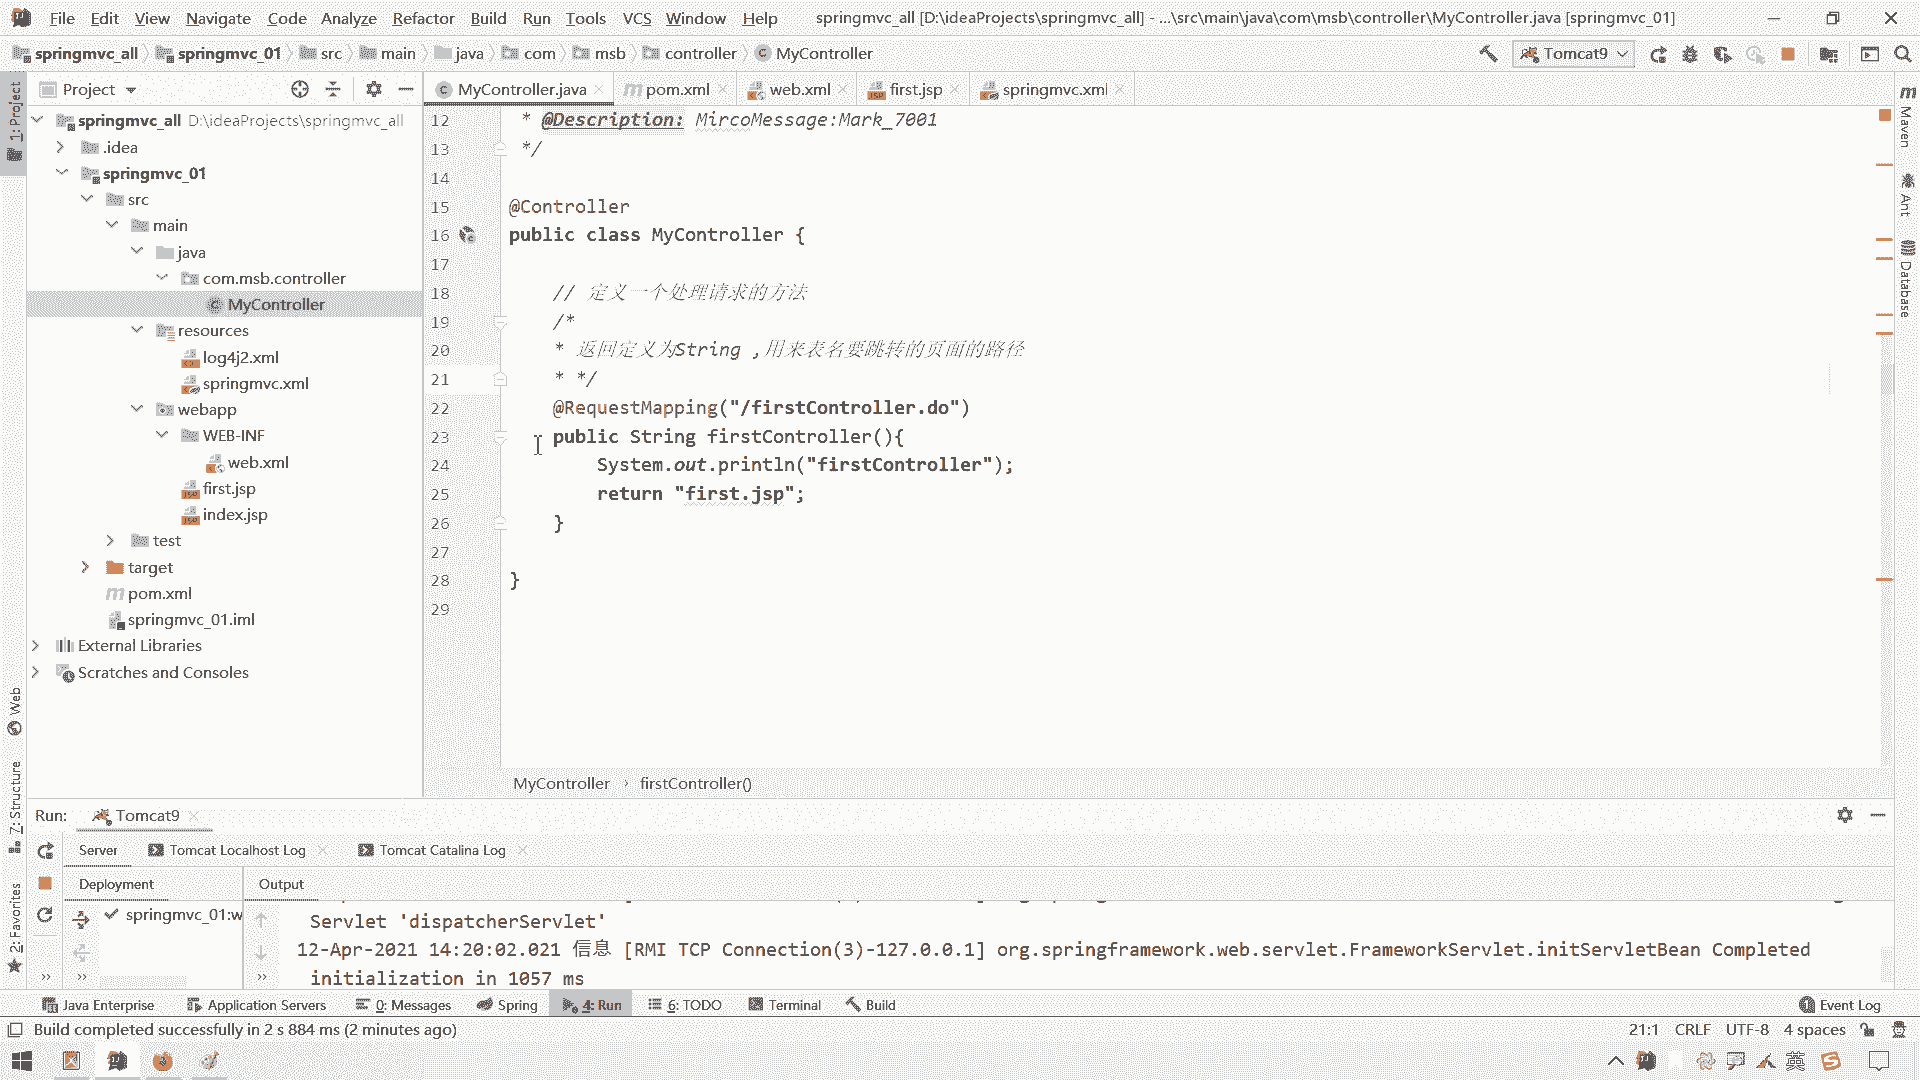 File Edit View Navigate Code Analyze Refactor Build Run Tools VCS Window Help springmvc_all [D:\ideaProjects\springmvc_all] - ...\src\main\java\com\msb\controller\MyController.java [springmvc_01]
springmvc_all springmvc_01 src main java com msb controller MyController Tomcat9
Project MyController.java pom.xml web.xml first.jsp springmvc.xml
springmvc_all D:\ideaProjects\springmvc_all
.idea
springmvc_01
src
main
java
com.msb.controller
MyController
resources
log4j2.xml
springmvc.xml
webapp
WEB-INF
web.xml
first.jsp
index.jsp
test
target
pom.xml
springmvc_01.iml
External Libraries
Scratches and Consoles
12 * @Description: MircoMessage:Mark_7001
13 */
14
15 @Controller
16 public class MyController {
17
18 // 定义一个处理请求的方法
19 /*
20 * 返回定义为String ,用来表名要跳转的页面的路径
21 * */
22 @RequestMapping("/firstController.do")
23 public String firstController(){
24 System.out.println("firstController");
25 return "first.jsp";
26 }
27
28 }
29
MyController › firstController()
1: Project
Web
7: Structure
2: Favorites
Maven
Ant
Database
Run: Tomcat9
Server Tomcat Localhost Log Tomcat Catalina Log
Deployment Output
springmvc_01:w
Servlet 'dispatcherServlet'
12-Apr-2021 14:20:02.021 信息 [RMI TCP Connection(3)-127.0.0.1] org.springframework.web.servlet.FrameworkServlet.initServletBean Completed
initialization in 1057 ms
Java Enterprise Application Servers 0: Messages Spring 4: Run 6: TODO Terminal Build 1 Event Log
Build completed successfully in 2 s 884 ms (2 minutes ago) 21:1 CRLF UTF-8 4 spaces
英